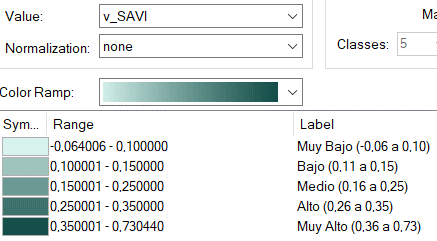 Value: v_SAVI Ma
Normalization: none Classes: 5
Color Ramp:
Sym... Range Label
-0,064006 - 0,100000 Muy Bajo (-0,06 a 0,10)
0,100001 - 0,150000 Bajo (0,11 a 0,15)
0,150001 - 0,250000 Medio (0,16 a 0,25)
0,250001 - 0,350000 Alto (0,26 a 0,35)
0,350001 - 0,730440 Muy Alto (0,36 a 0,73)